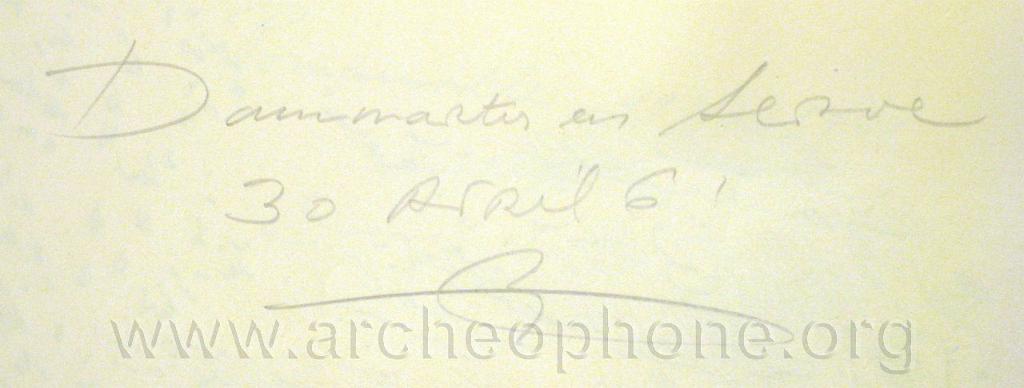 Dammartin en Serve
30 Avril 61
www.archeophone.org